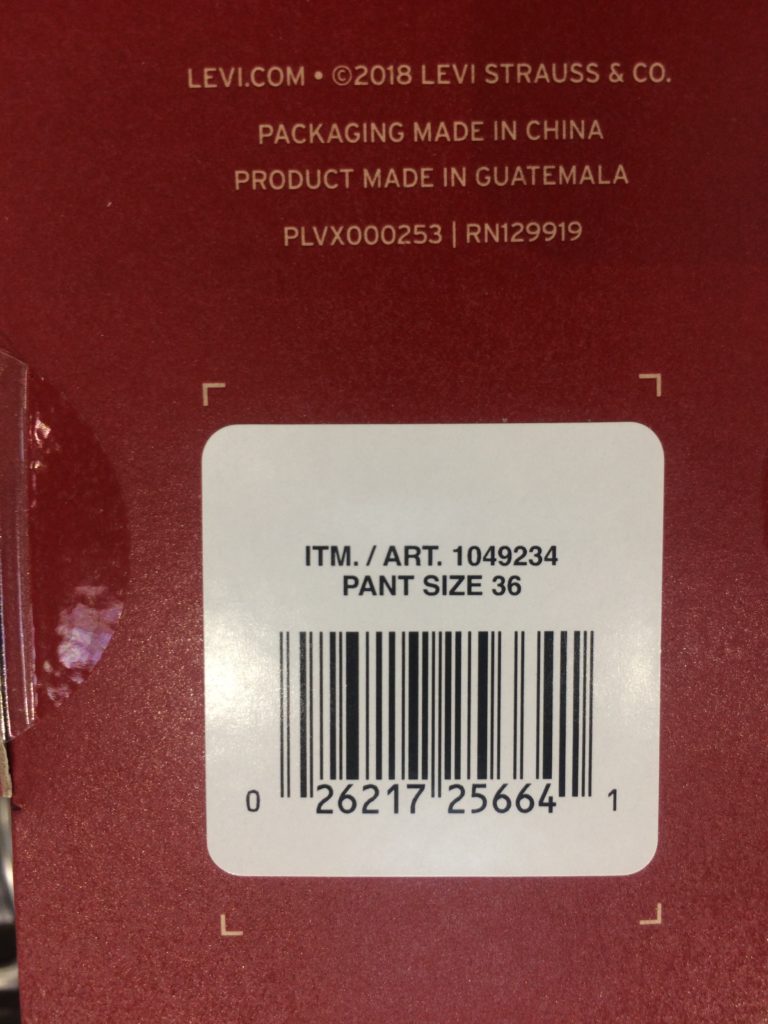 LEVI.COM • ©2018 LEVI STRAUSS & CO.
PACKAGING MADE IN CHINA
PRODUCT MADE IN GUATEMALA
PLVX000253 | RN129919
ITM. / ART. 1049234
PANT SIZE 36
0 26217 25664 1